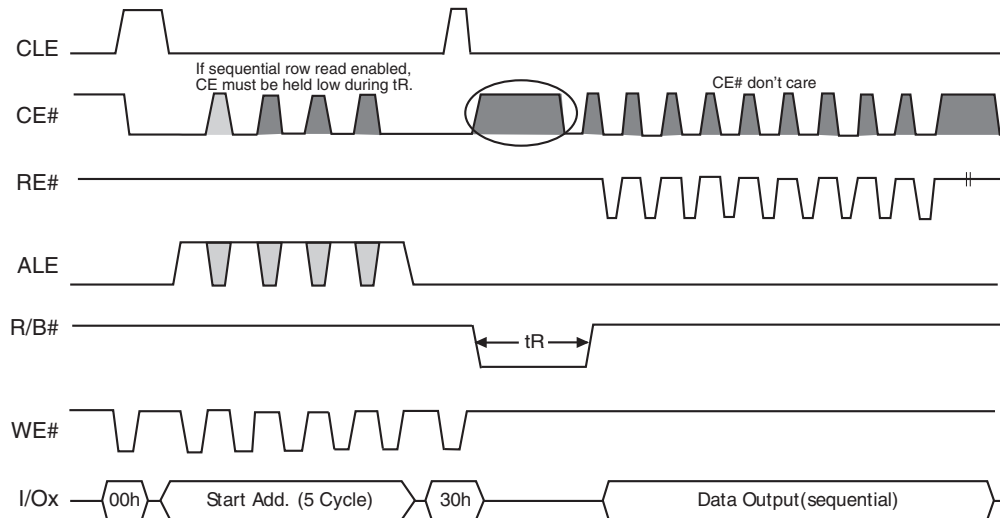 CLE
If sequential row read enabled,
CE must be held low during tR.
CE# don't care
CE#
RE#
ALE
R/B#
tR
WE#
I/Ox
00h
Start Add. (5 Cycle)
30h
Data Output(sequential)